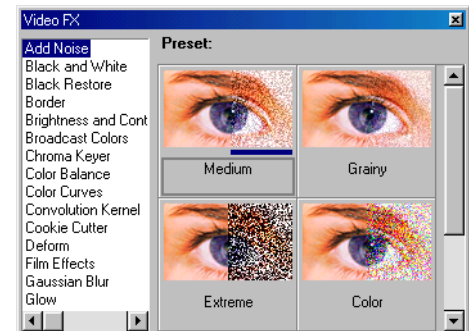 Video FX
Add Noise
Black and White
Black Restore
Border
Brightness and Cont
Broadcast Colors
Chroma Keyer
Color Balance
Color Curves
Convolution Kernel
Cookie Cutter
Deform
Film Effects
Gaussian Blur
Glow
Preset:
Medium
Grainy
Extreme
Color